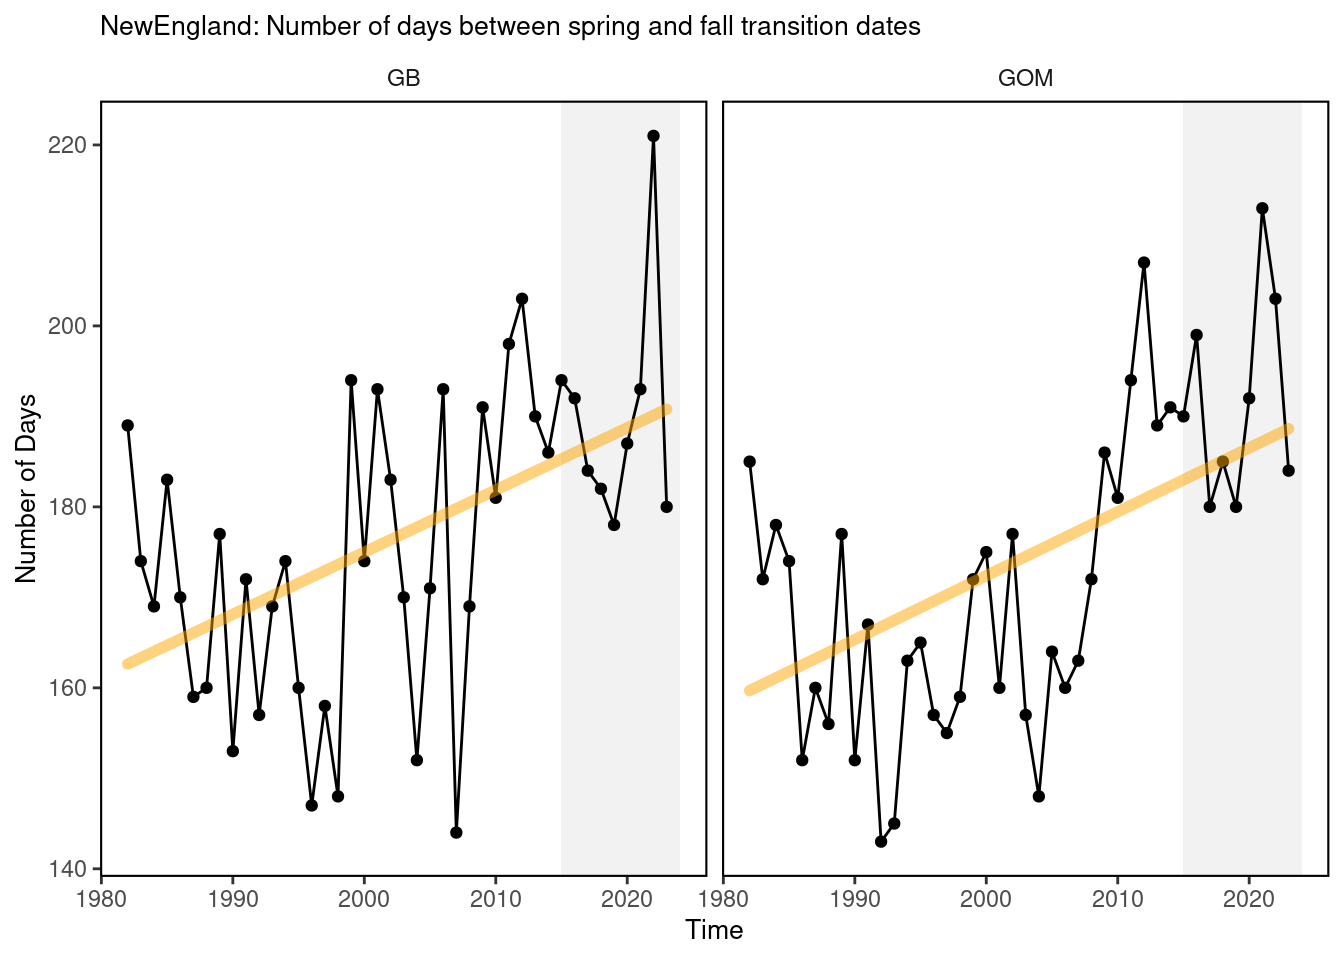 NewEngland: Number of days between spring and fall transition dates
GB
GOM
220
200
180
160
140
Number of Days
1980 1990 2000 2010 2020
1980 1990 2000 2010 2020
Time